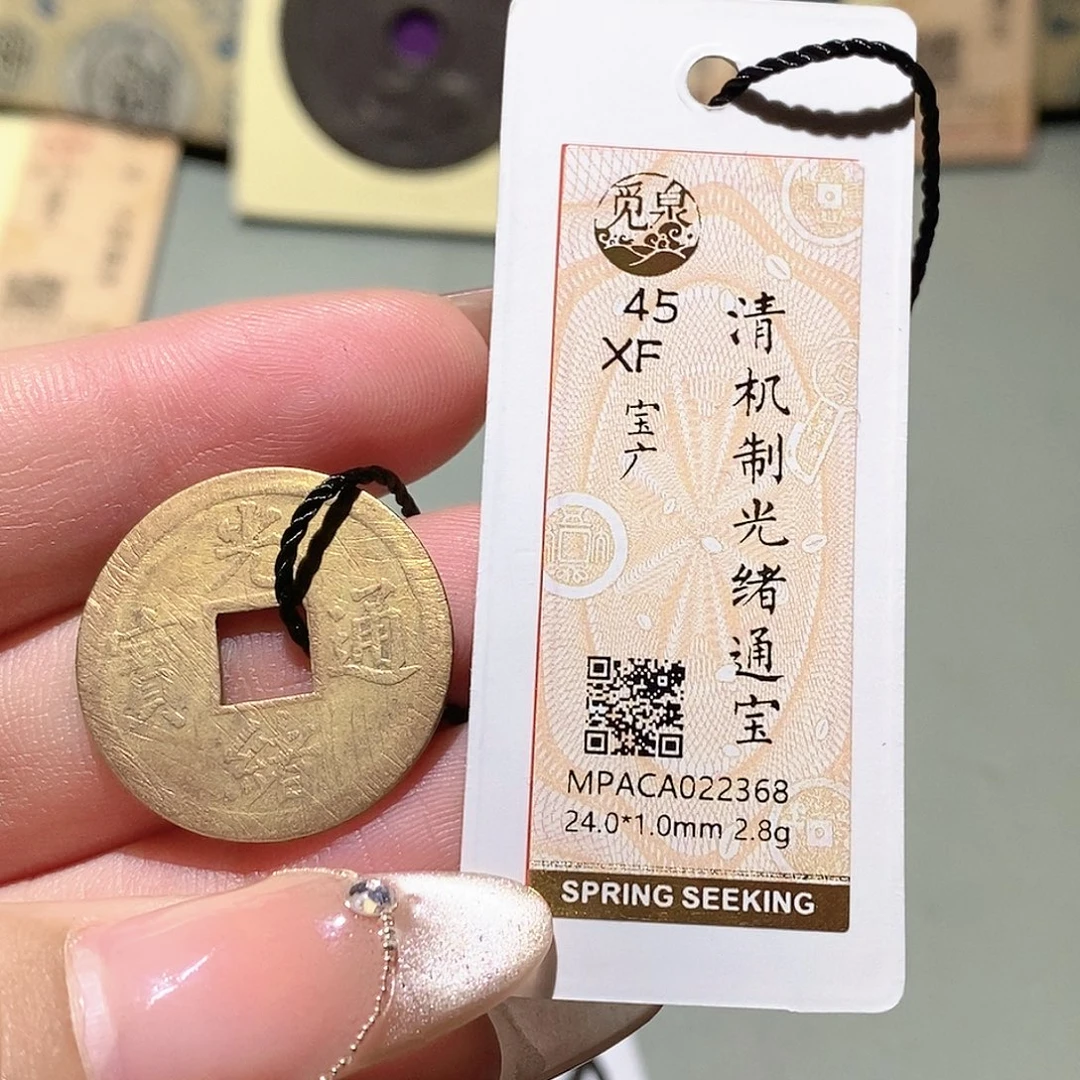 觅泉
45
XF
宝广
清机制光绪通宝
MPACA022368
24.0*1.0mm 2.8g
SPRING SEEKING
光緒通寶